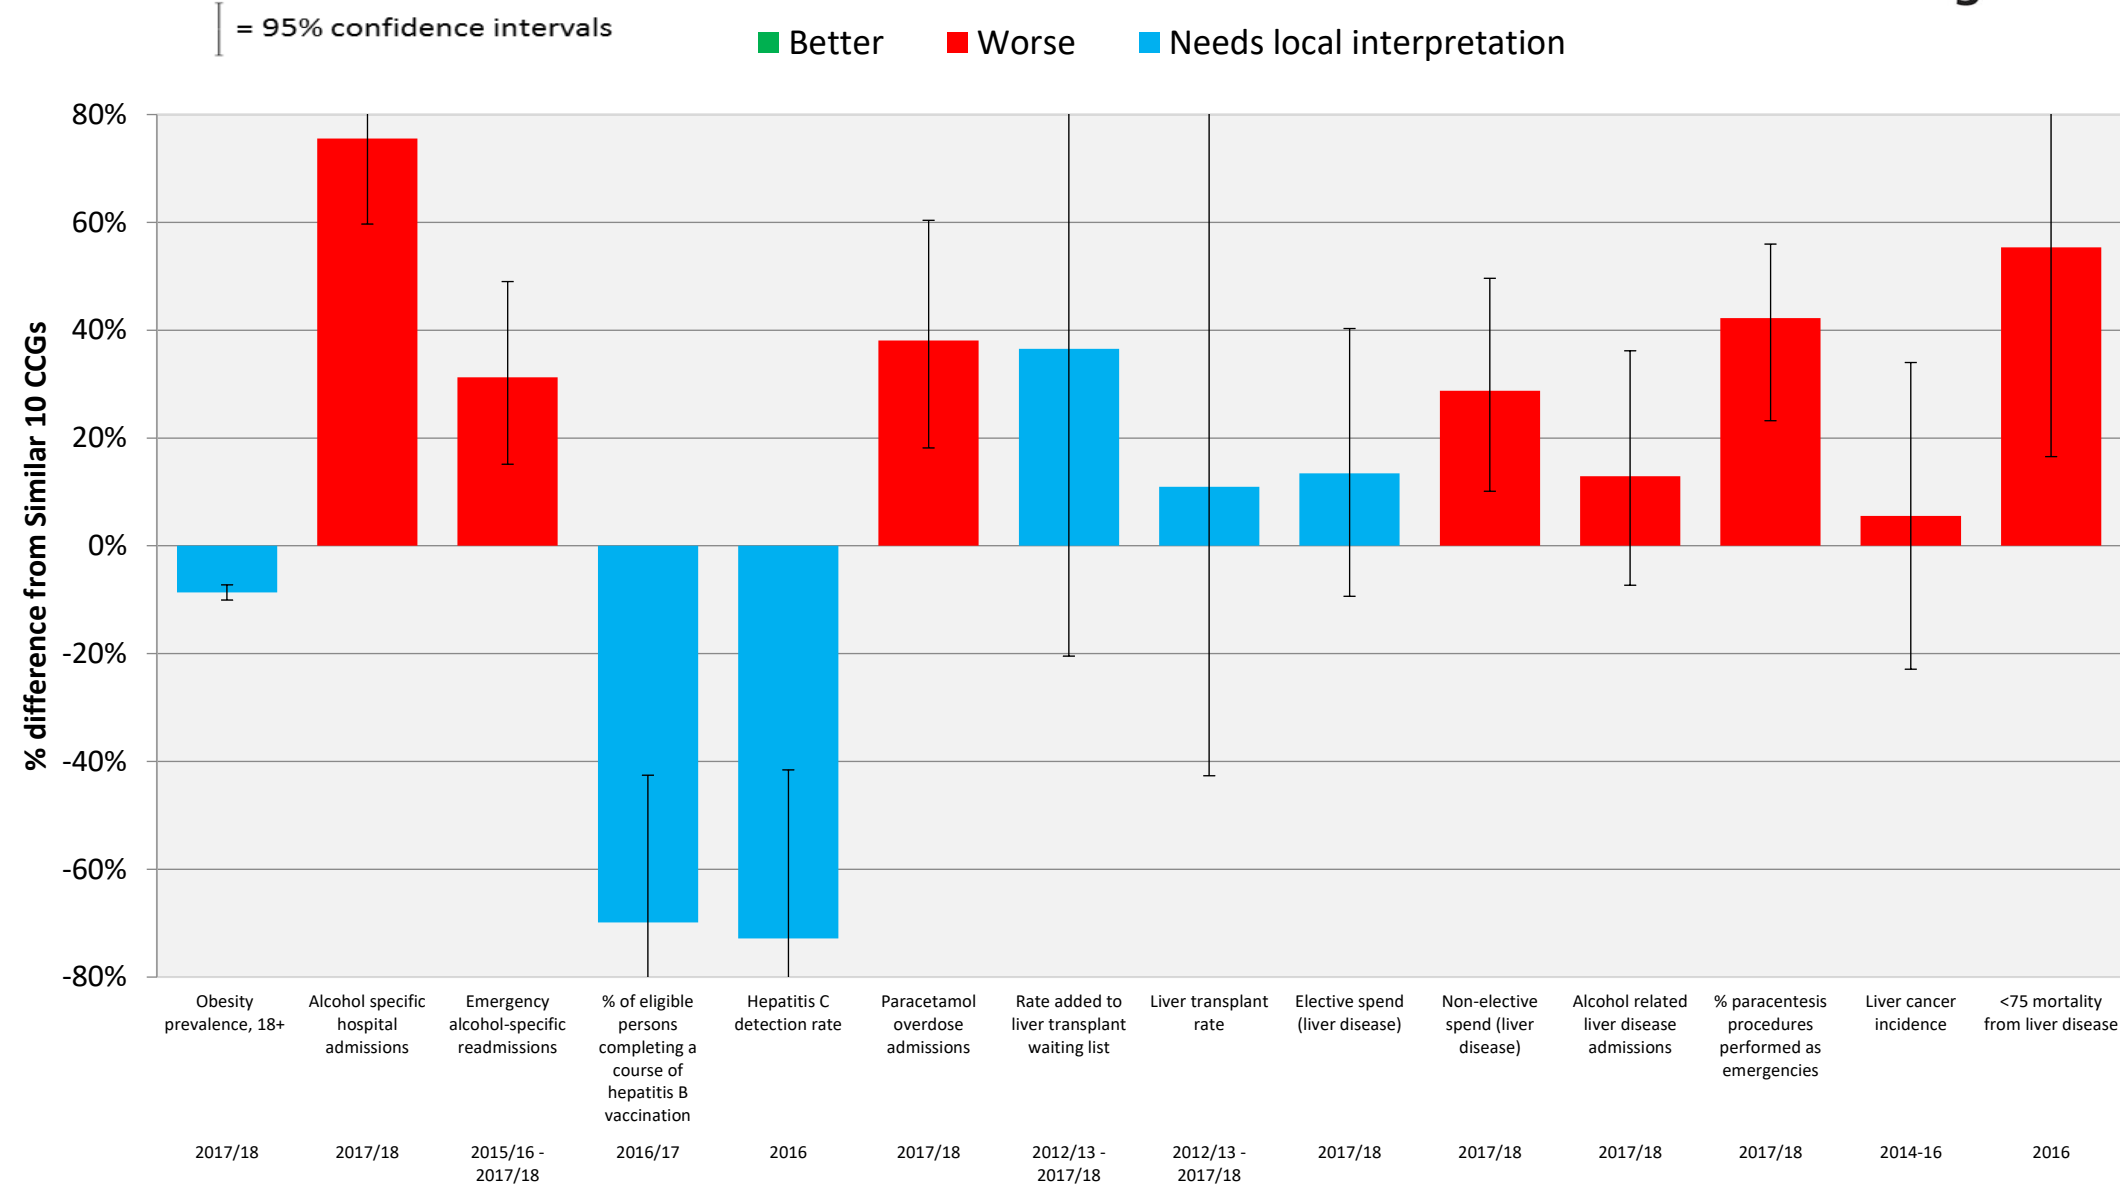 = 95% confidence intervals
Better Worse Needs local interpretation
% difference from Similar 10 CCGs
80%
60%
40%
20%
0%
-20%
-40%
-60%
-80%
Obesity
prevalence, 18+
2017/18
Alcohol specific
hospital
admissions
2017/18
Emergency
alcohol-specific
readmissions
2015/16 -
2017/18
% of eligible
persons
completing a
course of
hepatitis B
vaccination
2016/17
Hepatitis C
detection rate
2016
Paracetamol
overdose
admissions
2017/18
Rate added to
liver transplant
waiting list
2012/13 -
2017/18
Liver transplant
rate
2012/13 -
2017/18
Elective spend
(liver disease)
2017/18
Non-elective
spend (liver
disease)
2017/18
Alcohol related
liver disease
admissions
2017/18
% paracentesis
procedures
performed as
emergencies
2017/18
Liver cancer
incidence
2014-16
<75 mortality
from liver disease
2016